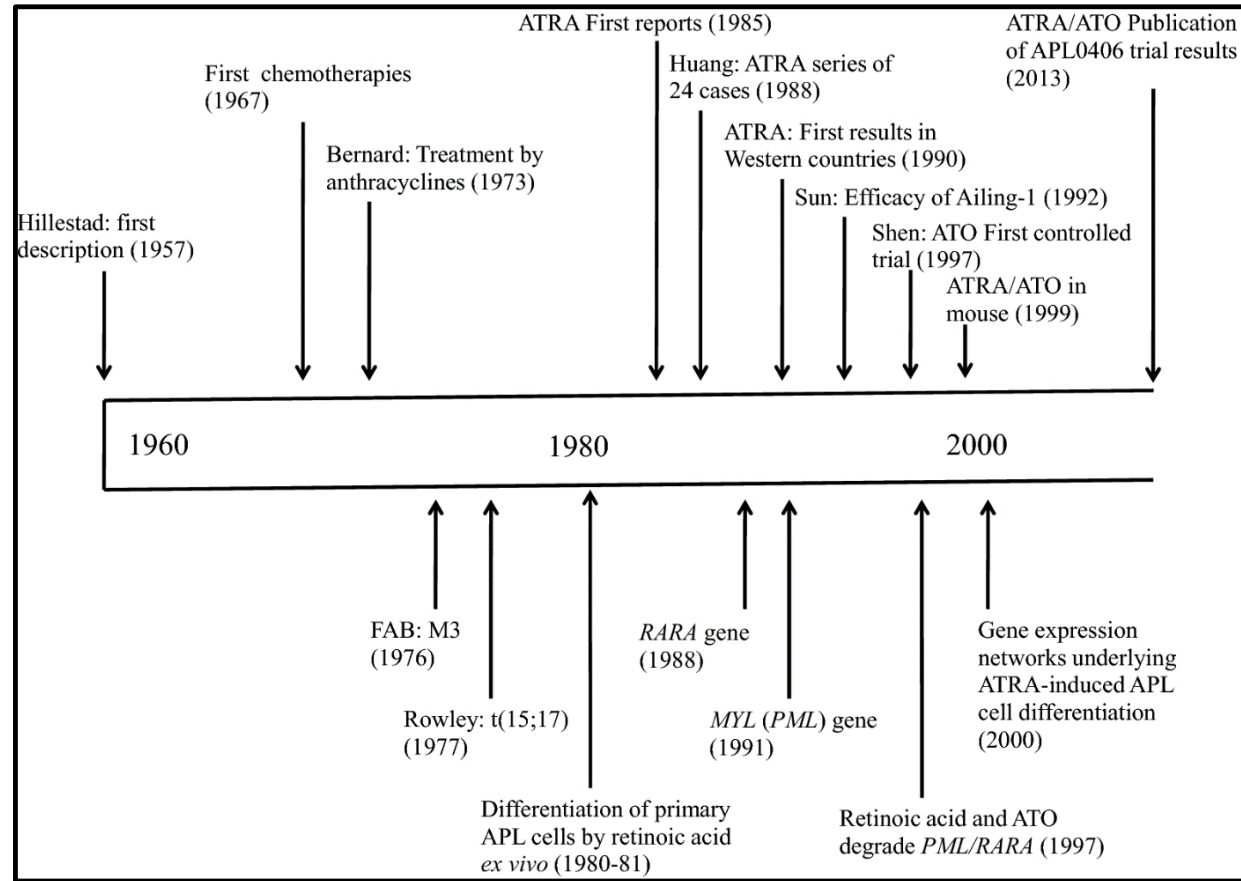 ATRA First reports (1985)
ATRA/ATO Publication
of APL0406 trial results
(2013)
First chemotherapies
(1967)
Huang: ATRA series of
24 cases (1988)
Bernard: Treatment by
anthracyclines (1973)
ATRA: First results in
Western countries (1990)
Sun: Efficacy of Ailing-1 (1992)
Hillestad: first
description (1957)
Shen: ATO First controlled
trial (1997)
ATRA/ATO in
mouse (1999)
1960
1980
2000
FAB: M3
(1976)
RARA gene
(1988)
Gene expression
networks underlying
ATRA-induced APL
cell differentiation
(2000)
Rowley: t(15;17)
(1977)
MYL (PML) gene
(1991)
Differentiation of primary
APL cells by retinoic acid
ex vivo (1980-81)
Retinoic acid and ATO
degrade PML/RARA (1997)